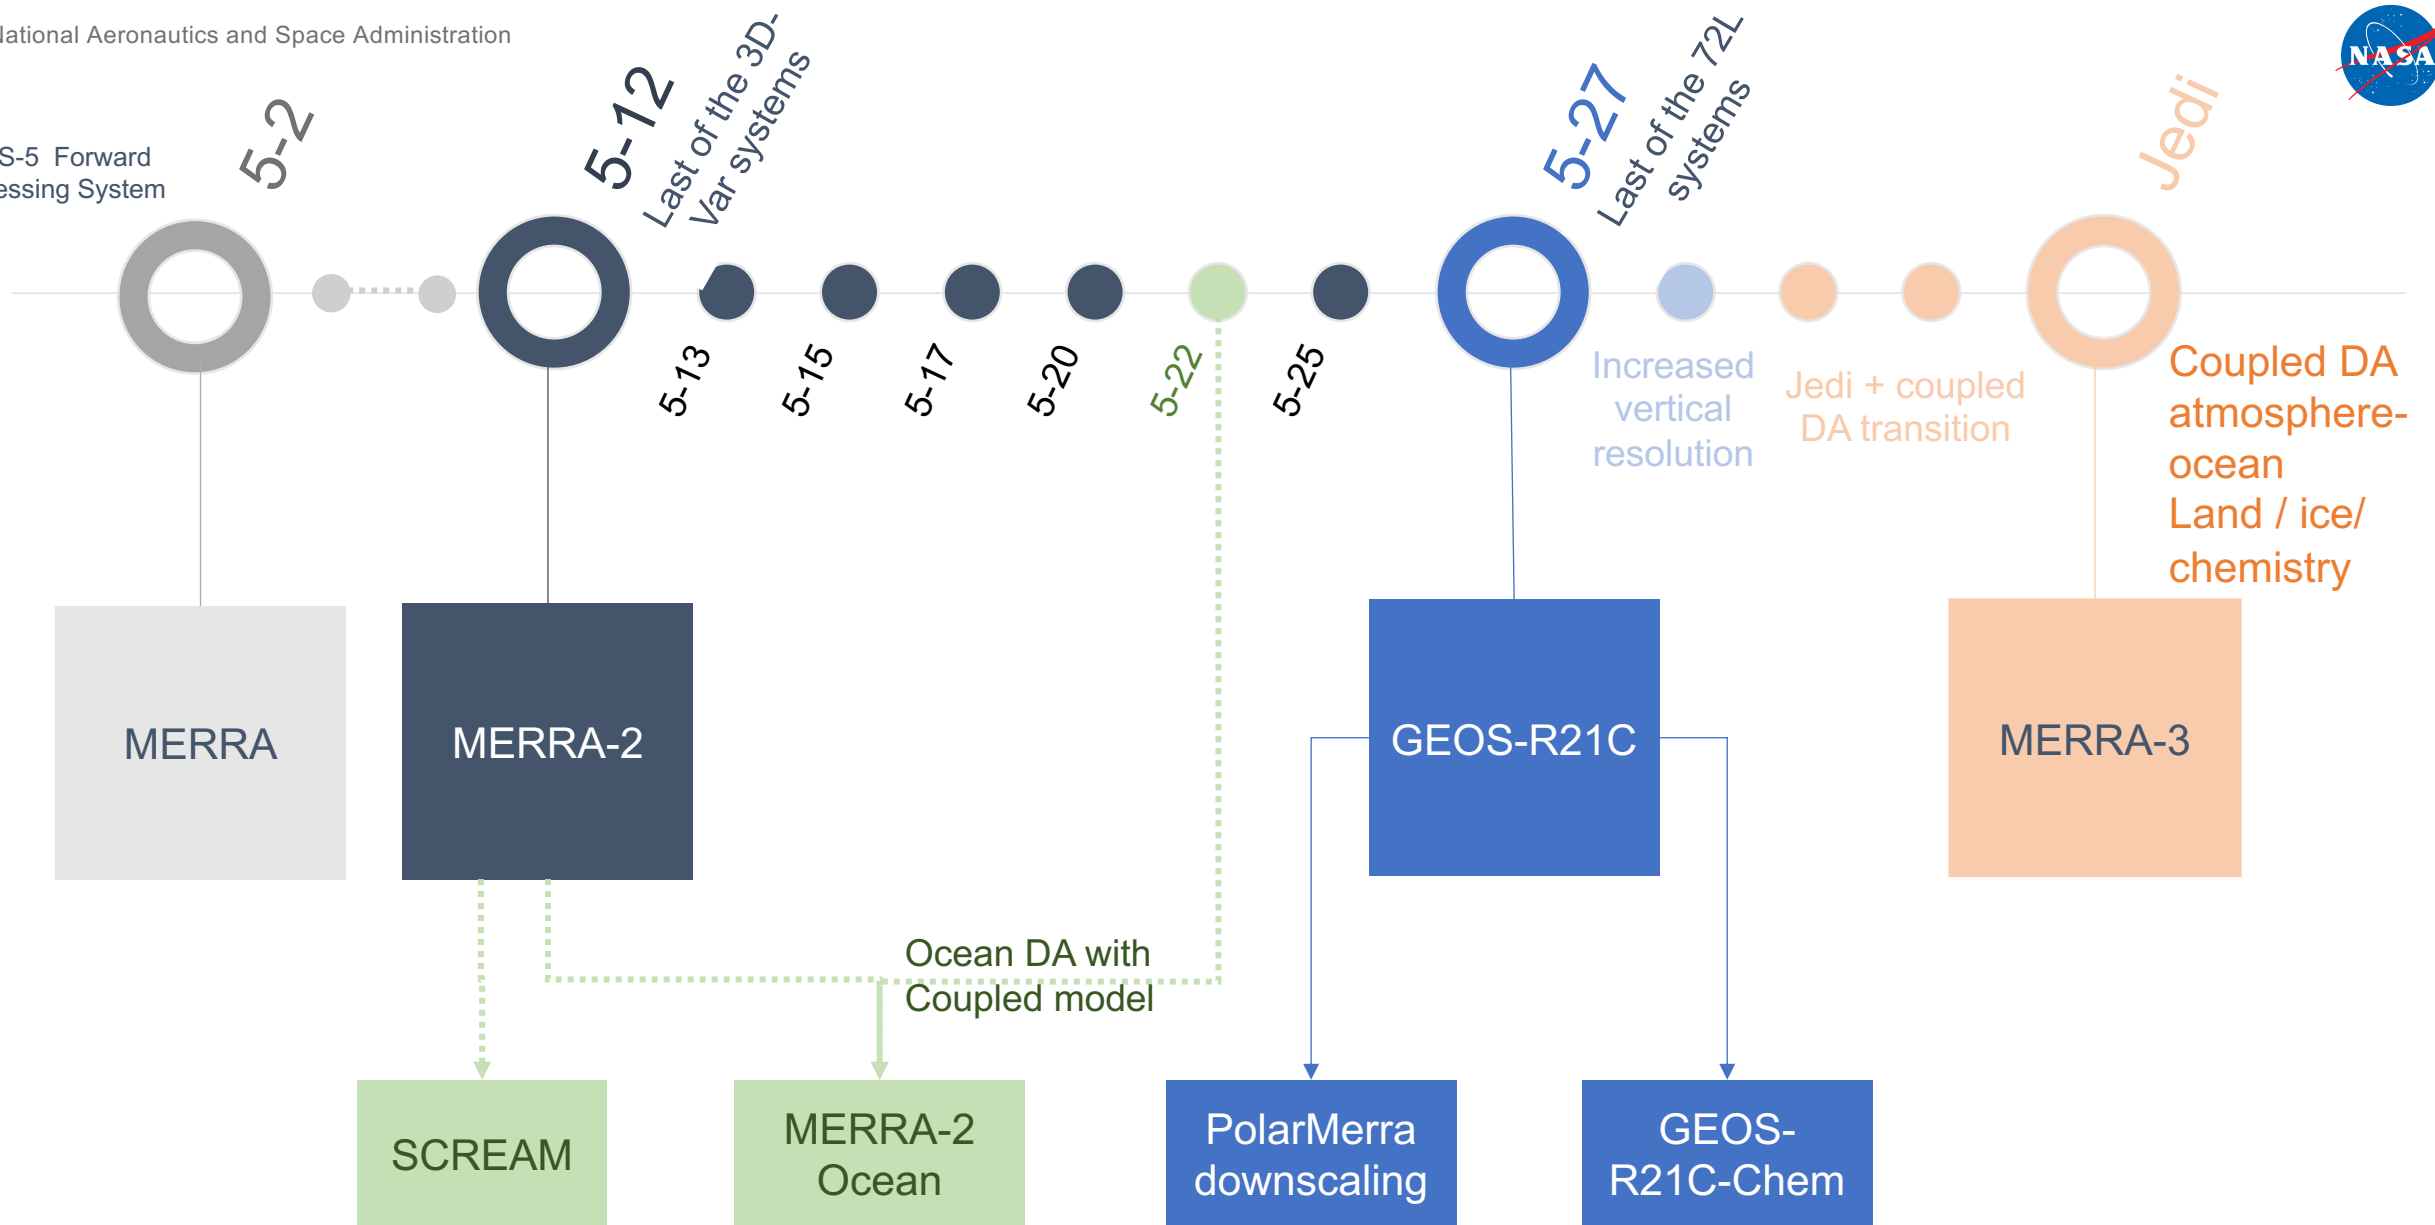 National Aeronautics and Space Administration
NASA
S-5 Forward
essing System
5-2
5-12
Last of the 3D-
Var systems
5-27
Last of the 72L
systems
Jedi
5-13
5-15
5-17
5-20
5-22
5-25
Increased
vertical
resolution
Jedi + coupled
DA transition
Coupled DA
atmosphere-
ocean
Land / ice/
chemistry
MERRA
MERRA-2
GEOS-R21C
MERRA-3
Ocean DA with
Coupled model
SCREAM
MERRA-2
Ocean
PolarMerra
downscaling
GEOS-
R21C-Chem